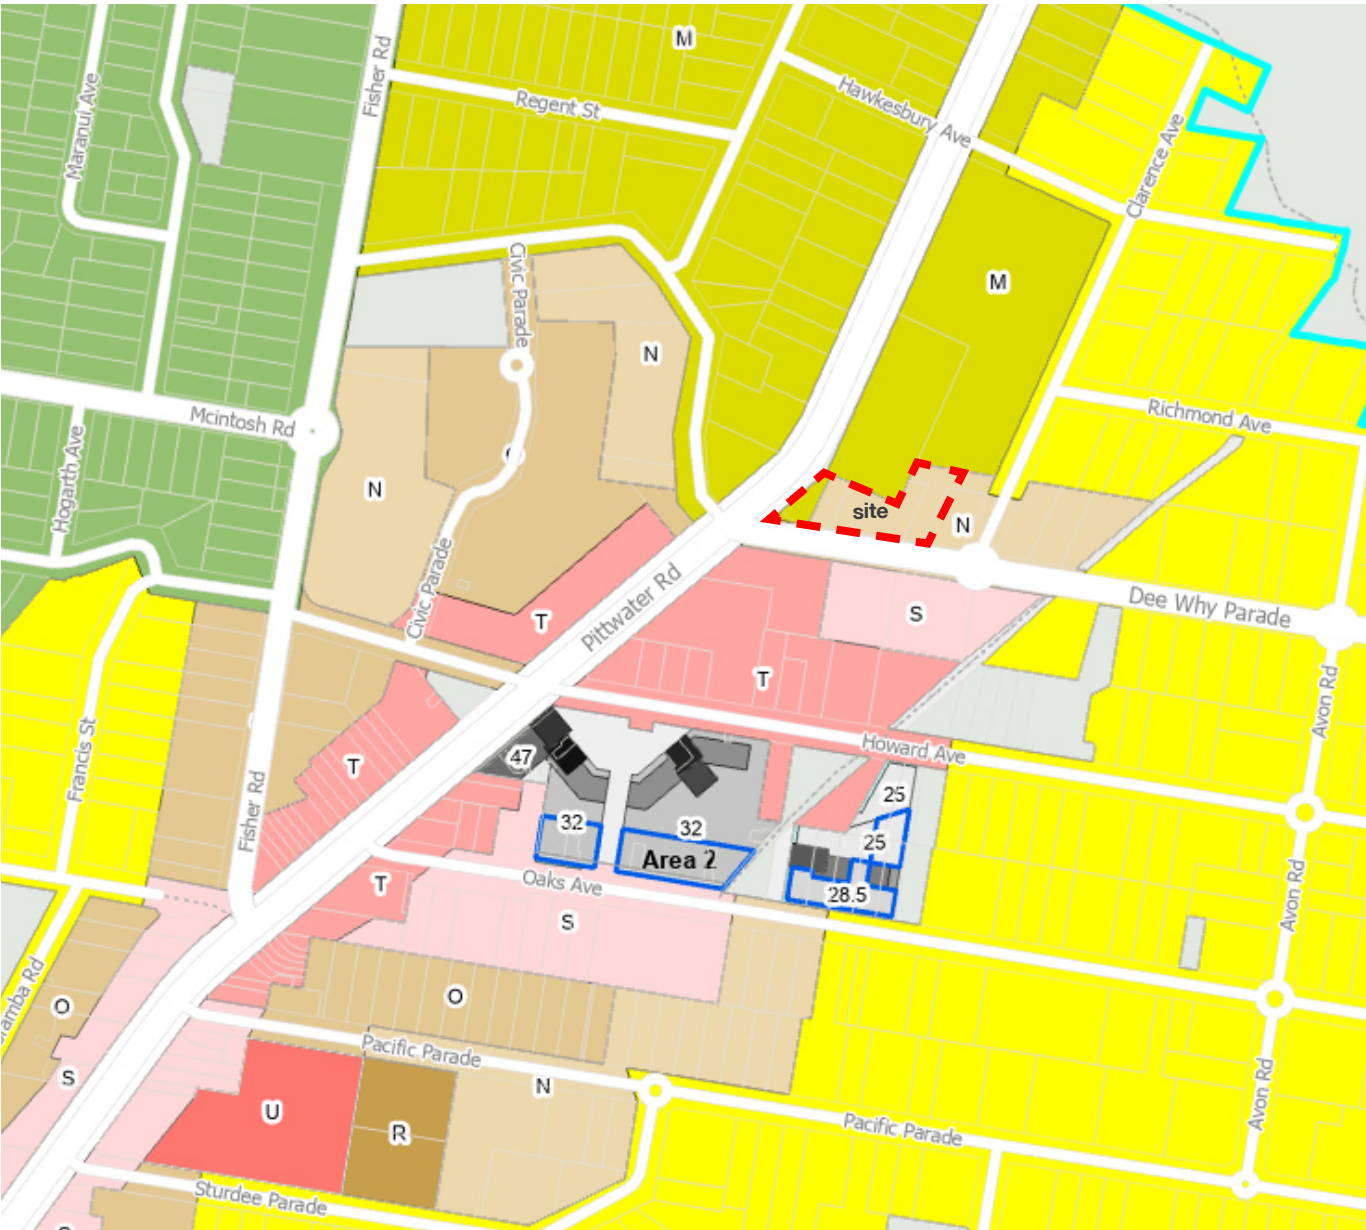 M
Fisher Rd
Maranui Ave
Regent St
Hawkesbury Ave
Clarence Ave
Civic Parade
M
N
Richmond Ave
Mcintosh Rd
Hogarth Ave
N
site
N
Civic Parade
Pittwater Rd
T
S
Dee Why Parade
T
Avon Rd
Francis St
T
47
Howard Ave
25
Fisher Rd
32
32
25
Area 2
T
Oaks Ave
28.5
S
Avon Rd
O
O
Pacific Parade
S
N
U
R
Pacific Parade
Avon Rd
Sturdee Parade